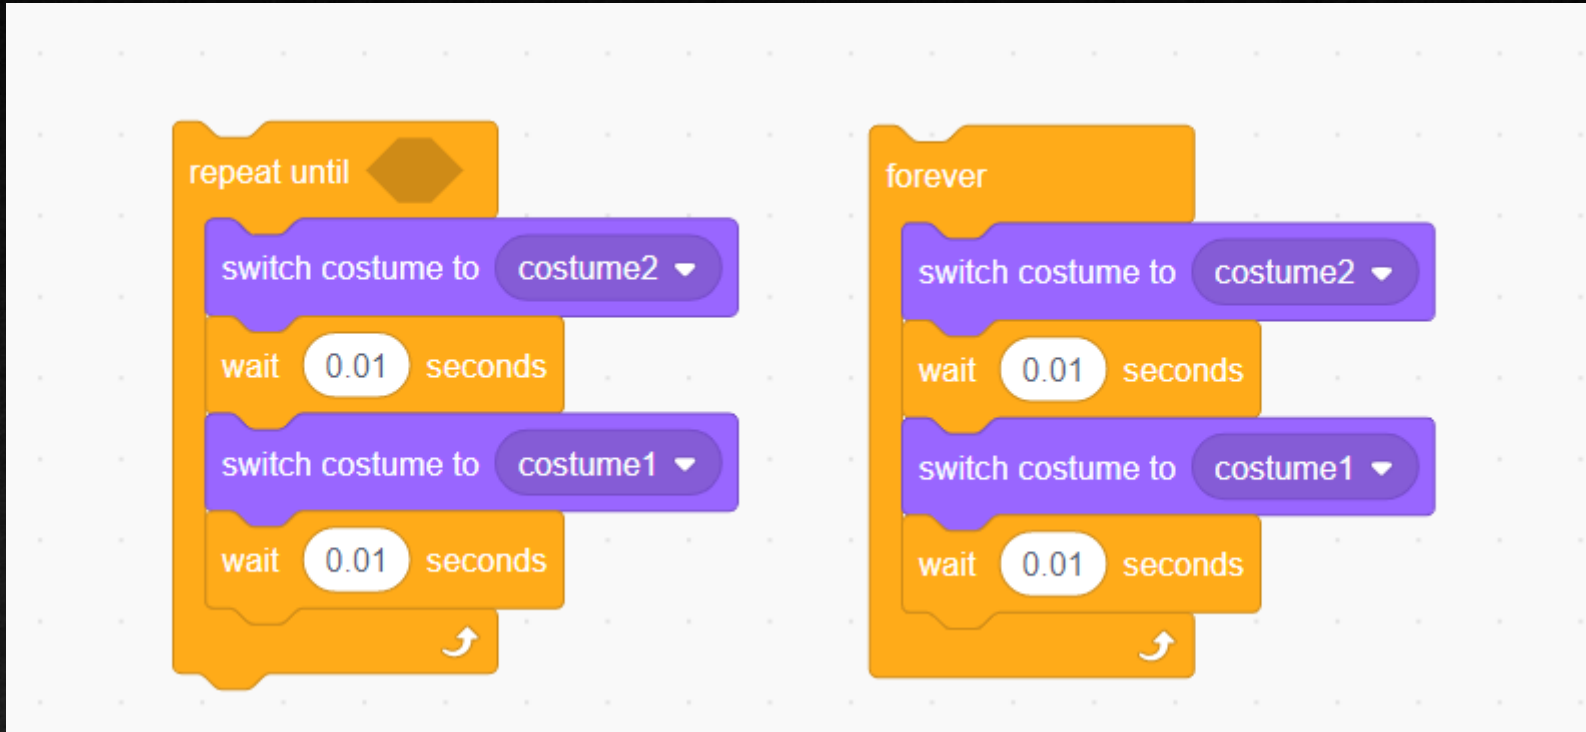 repeat until
switch costume to costume2
wait 0.01 seconds
switch costume to costume1
wait 0.01 seconds
forever
switch costume to costume2
wait 0.01 seconds
switch costume to costume1
wait 0.01 seconds